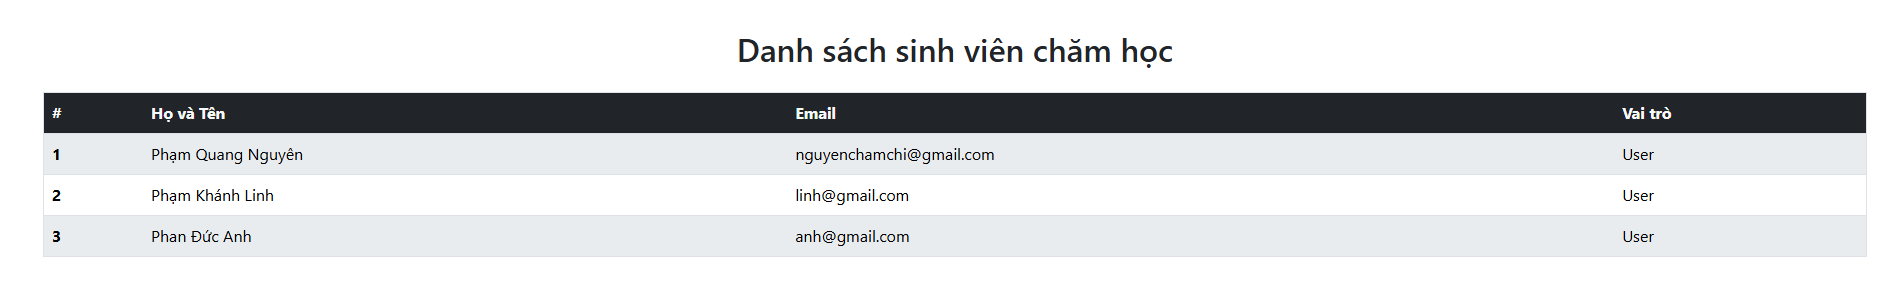 Danh sách sinh viên chăm học
# Họ và Tên Email Vai trò
1 Phạm Quang Nguyên nguyenchamchi@gmail.com User
2 Phạm Khánh Linh linh@gmail.com User
3 Phan Đức Anh anh@gmail.com User